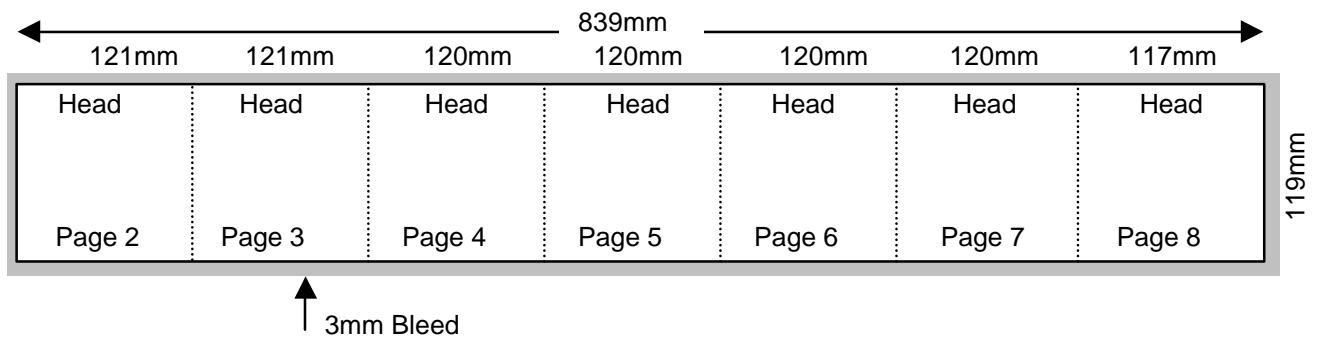 839mm
121mm 121mm 120mm 120mm 120mm 120mm 117mm
Head Head Head Head Head Head Head
119mm
Page 2 Page 3 Page 4 Page 5 Page 6 Page 7 Page 8
3mm Bleed